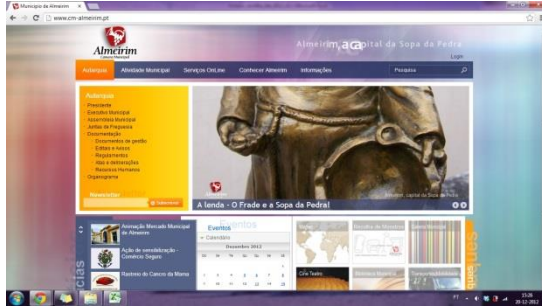 Município de Almeirim
www.cm-almeirim.pt
Almeirim
Câmara Municipal
Almeirim, a capital da Sopa da Pedra
Login
Autarquia Atividade Municipal Serviços OnLine Conhecer Almeirim Informações Pesquisa
Autarquia
Presidente
Executivo Municipal
Assembleia Municipal
Juntas de Freguesia
Documentação
Documentos de gestão
Editais e Avisos
Regulamentos
Atas e deliberações
Recursos Humanos
Organograma
Newsletter
Subscrever
Almeirim, capital da Sopa da Pedra
A lenda - O Frade e a Sopa da Pedra!
Animação Mercado Municipal de Almeirim
Ação de sensibilização - Comércio Seguro
Rastreio do Cancro da Mama
Eventos
Calendário
Dezembro 2012
Cine Teatro
PT
15:26
20-12-2012